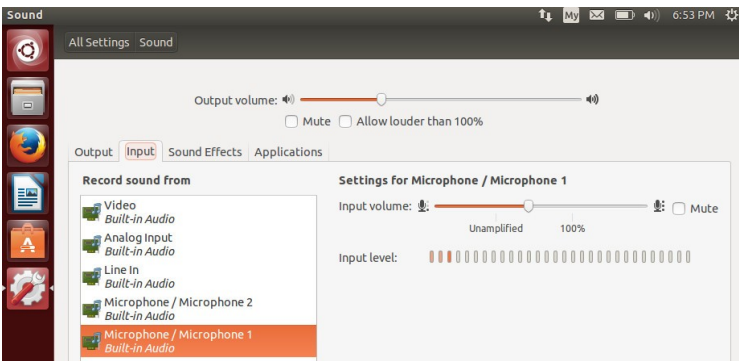 Sound
My
6:53 PM
All Settings Sound
Output volume:
Mute Allow louder than 100%
Output Input Sound Effects Applications
Record sound from
Settings for Microphone / Microphone 1
Video
Built-in Audio
Analog Input
Built-in Audio
Line In
Built-in Audio
Microphone / Microphone 2
Built-in Audio
Microphone / Microphone 1
Built-in Audio
Input volume:
Mute
Unamplified 100%
Input level: